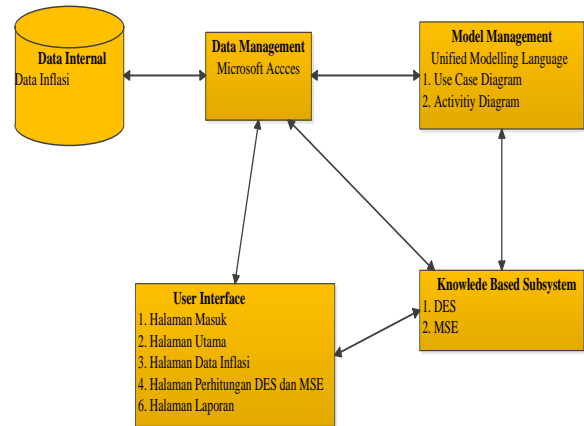 Data Internal
Data Inflasi
Data Management
Microsoft Accces
Model Management
Unified Modelling Language
1. Use Case Diagram
2. Activitiy Diagram
User Interface
1. Halaman Masuk
2. Halaman Utama
3. Halaman Data Inflasi
4. Halaman Perhitungan DES dan MSE
6. Halaman Laporan
Knowlede Based Subsystem
1. DES
2. MSE